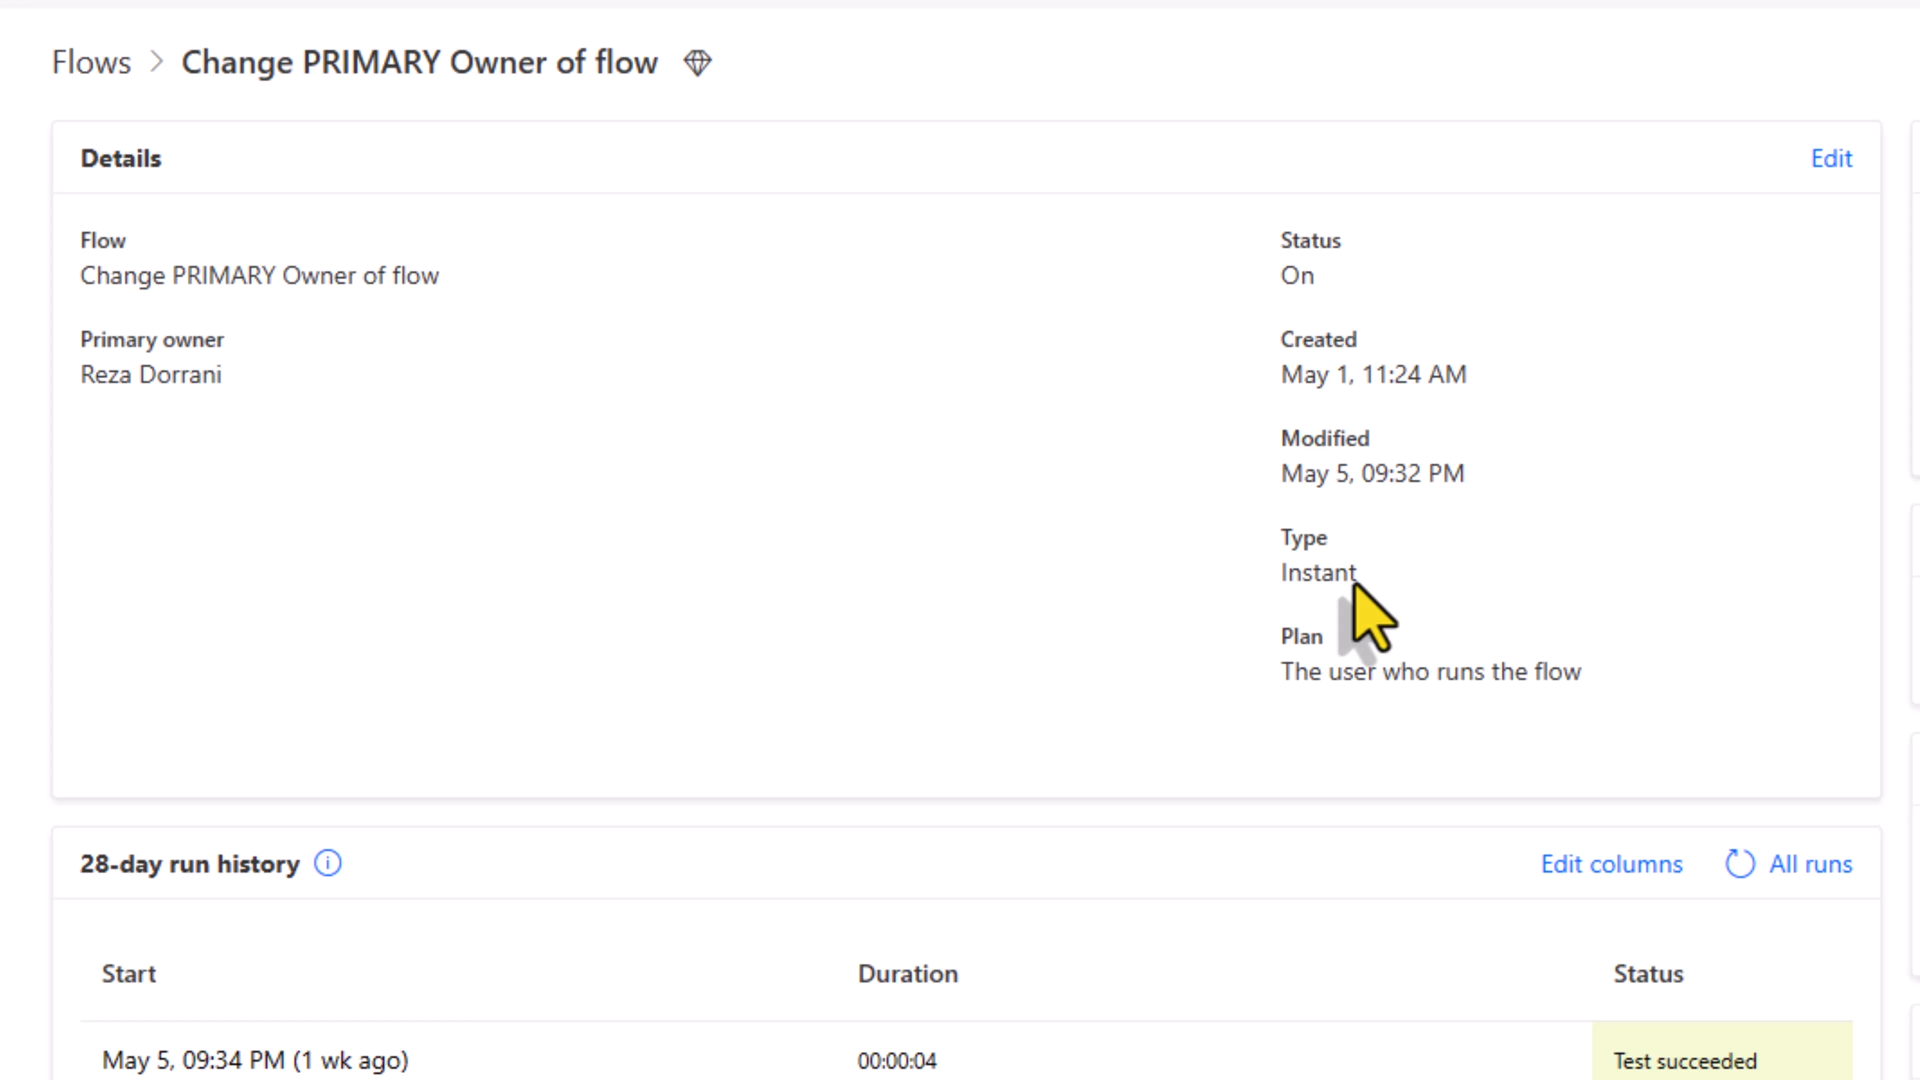 Flows > Change PRIMARY Owner of flow
Details
Edit
Flow
Change PRIMARY Owner of flow
Primary owner
Reza Dorrani
Status
On
Created
May 1, 11:24 AM
Modified
May 5, 09:32 PM
Type
Instant
Plan
The user who runs the flow
28-day run history
Edit columns
All runs
Start Duration Status
May 5, 09:34 PM (1 wk ago) 00:00:04 Test succeeded